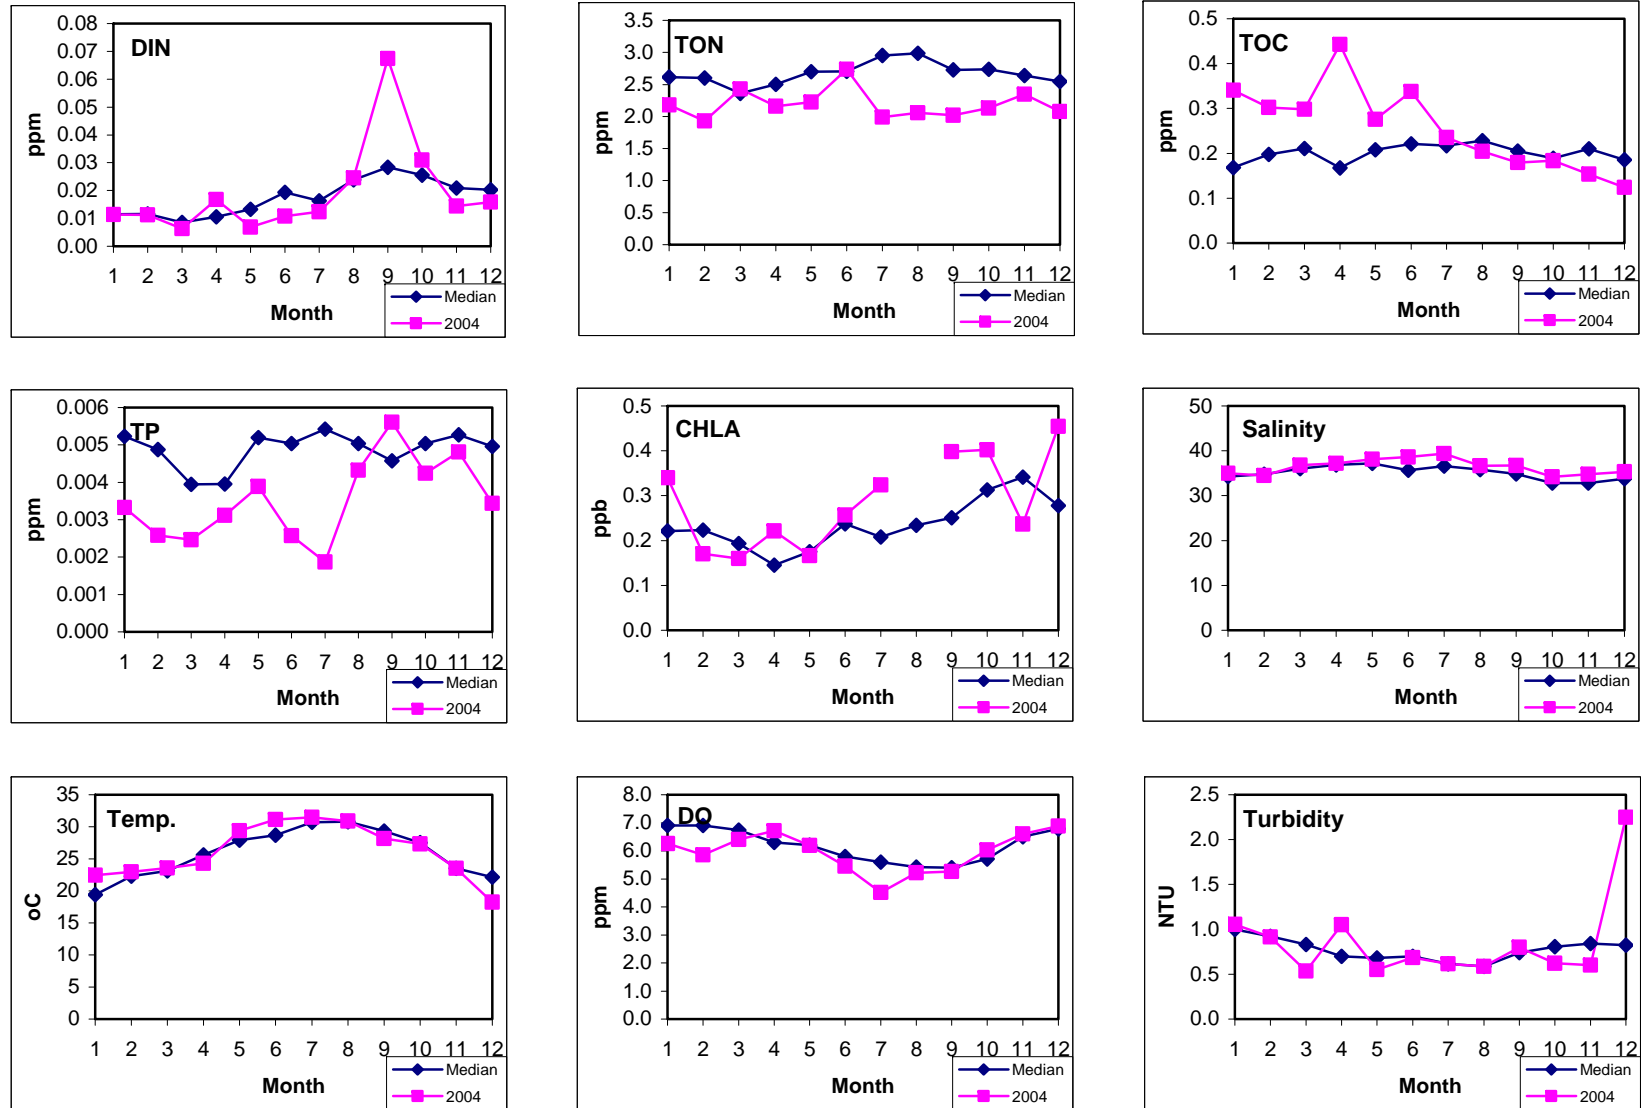 DIN
0.08
0.07
0.06
0.05
0.04
0.03
0.02
0.01
0.00
ppm
1 2 3 4 5 6 7 8 9 10 11 12
Month
Median
2004
TON
3.5
3.0
2.5
2.0
1.5
1.0
0.5
0.0
ppm
1 2 3 4 5 6 7 8 9 10 11 12
Month
Median
2004
TOC
0.5
0.4
0.3
0.2
0.1
0.0
ppm
1 2 3 4 5 6 7 8 9 10 11 12
Month
Median
2004
TP
0.006
0.005
0.004
0.003
0.002
0.001
0.000
ppm
1 2 3 4 5 6 7 8 9 10 11 12
Month
Median
2004
CHLA
0.5
0.4
0.3
0.2
0.1
0.0
ppb
1 2 3 4 5 6 7 8 9 10 11 12
Month
Median
2004
Salinity
50
40
30
20
10
0
1 2 3 4 5 6 7 8 9 10 11 12
Month
Median
2004
Temp.
35
30
25
20
15
10
5
0
oC
1 2 3 4 5 6 7 8 9 10 11 12
Month
Median
2004
DO
8.0
7.0
6.0
5.0
4.0
3.0
2.0
1.0
0.0
ppm
1 2 3 4 5 6 7 8 9 10 11 12
Month
Median
2004
Turbidity
2.5
2.0
1.5
1.0
0.5
0.0
NTU
1 2 3 4 5 6 7 8 9 10 11 12
Month
Median
2004